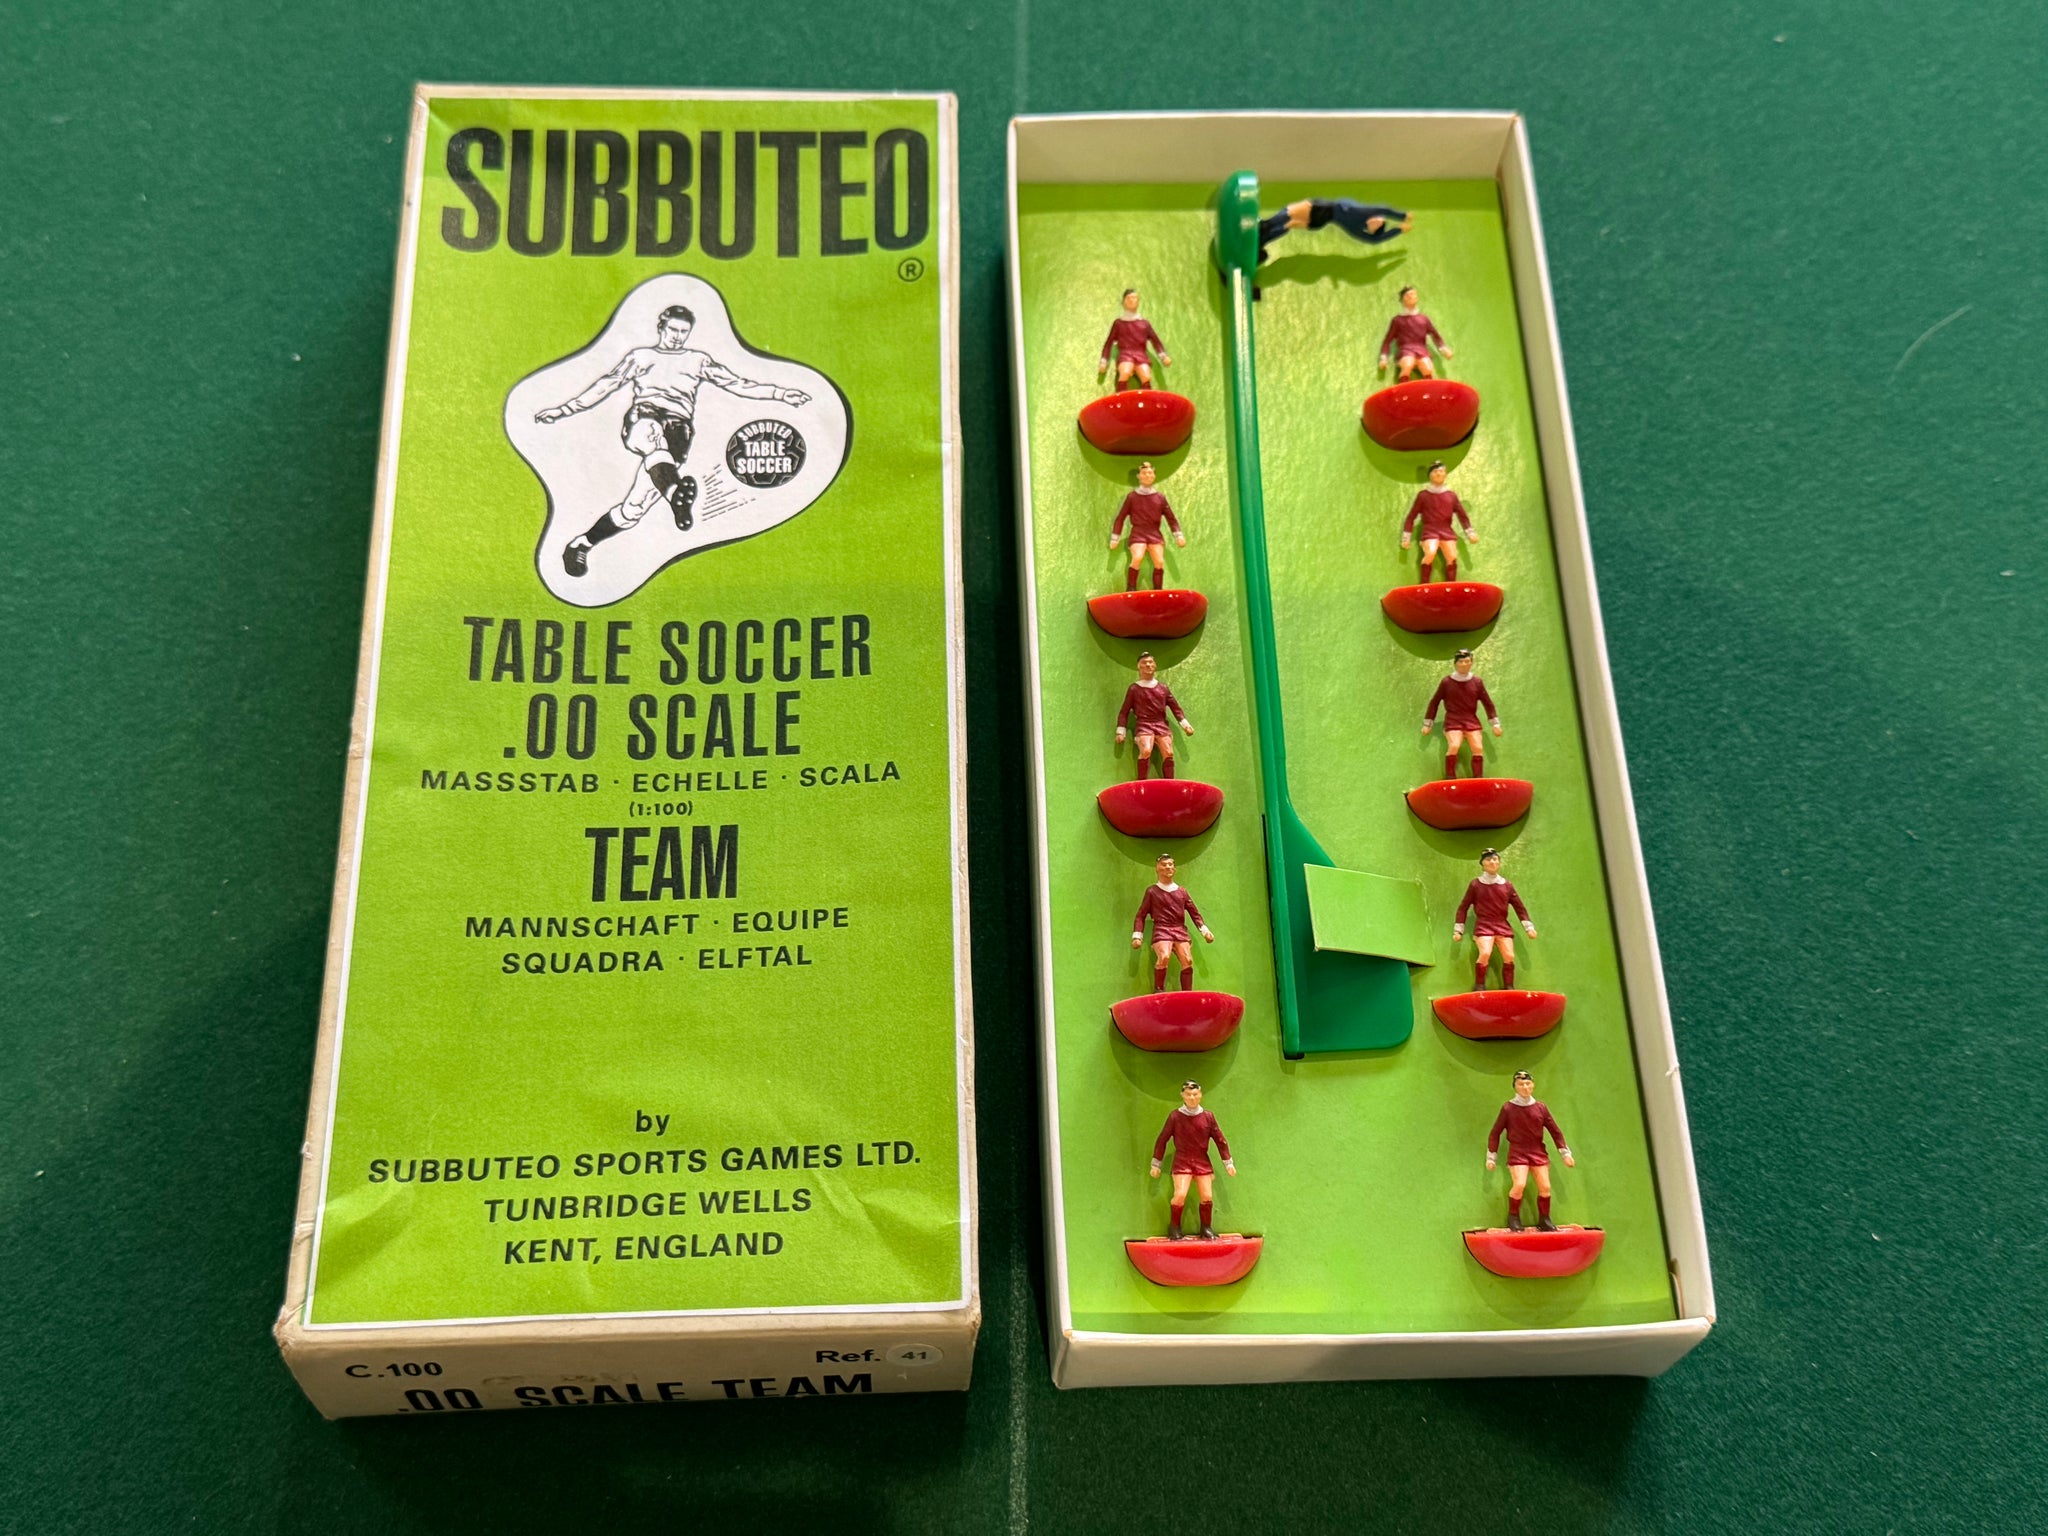 SUBBUTEO
®
SUBBUTEO
TABLE
SOCCER
TABLE SOCCER
.00 SCALE
MASSSTAB · ECHELLE · SCALA
(1:100)
TEAM
MANNSCHAFT · EQUIPE
SQUADRA · ELFTAL
by
SUBBUTEO SPORTS GAMES LTD.
TUNBRIDGE WELLS
KENT, ENGLAND
C.100 Ref. 41
.00 SCALE TEAM